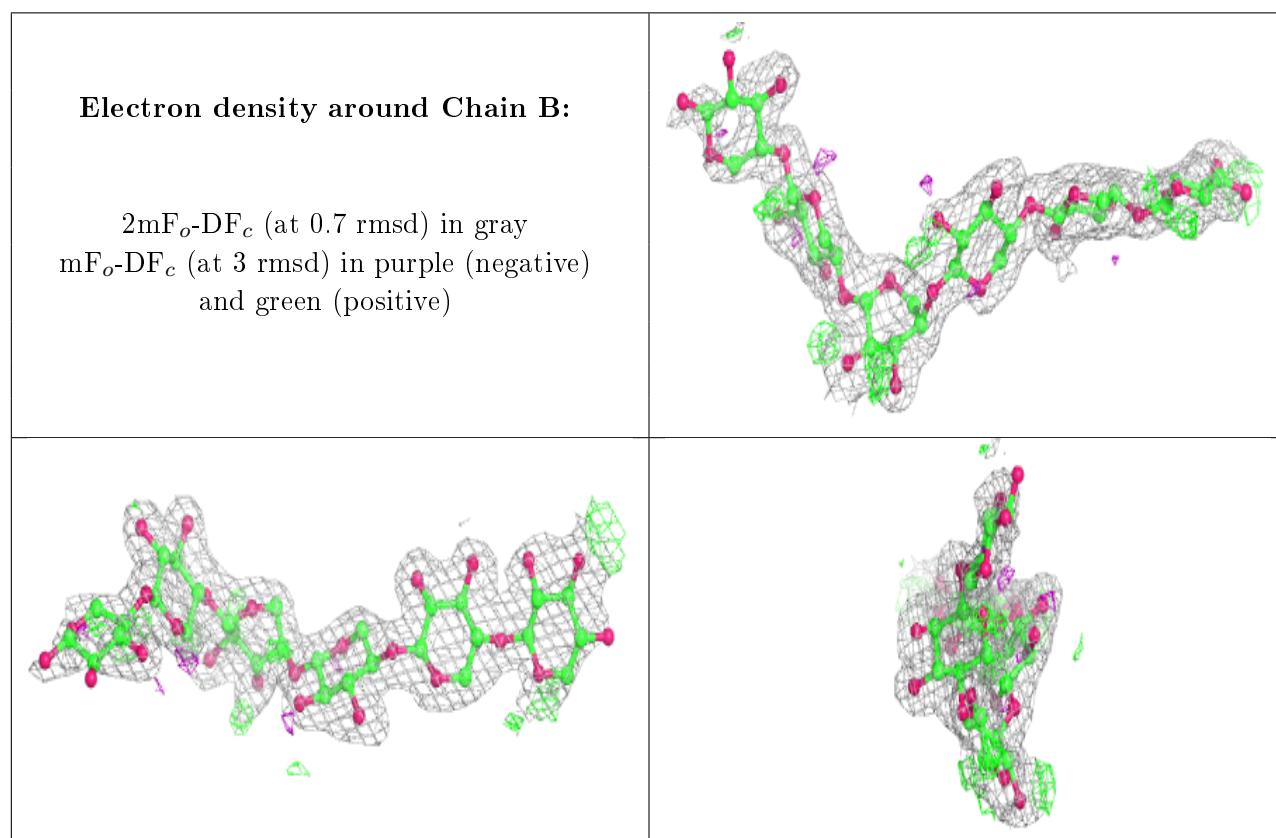 Electron density around Chain B:
2mFₒ-DF𝒸 (at 0.7 rmsd) in gray
mFₒ-DF𝒸 (at 3 rmsd) in purple (negative)
and green (positive)